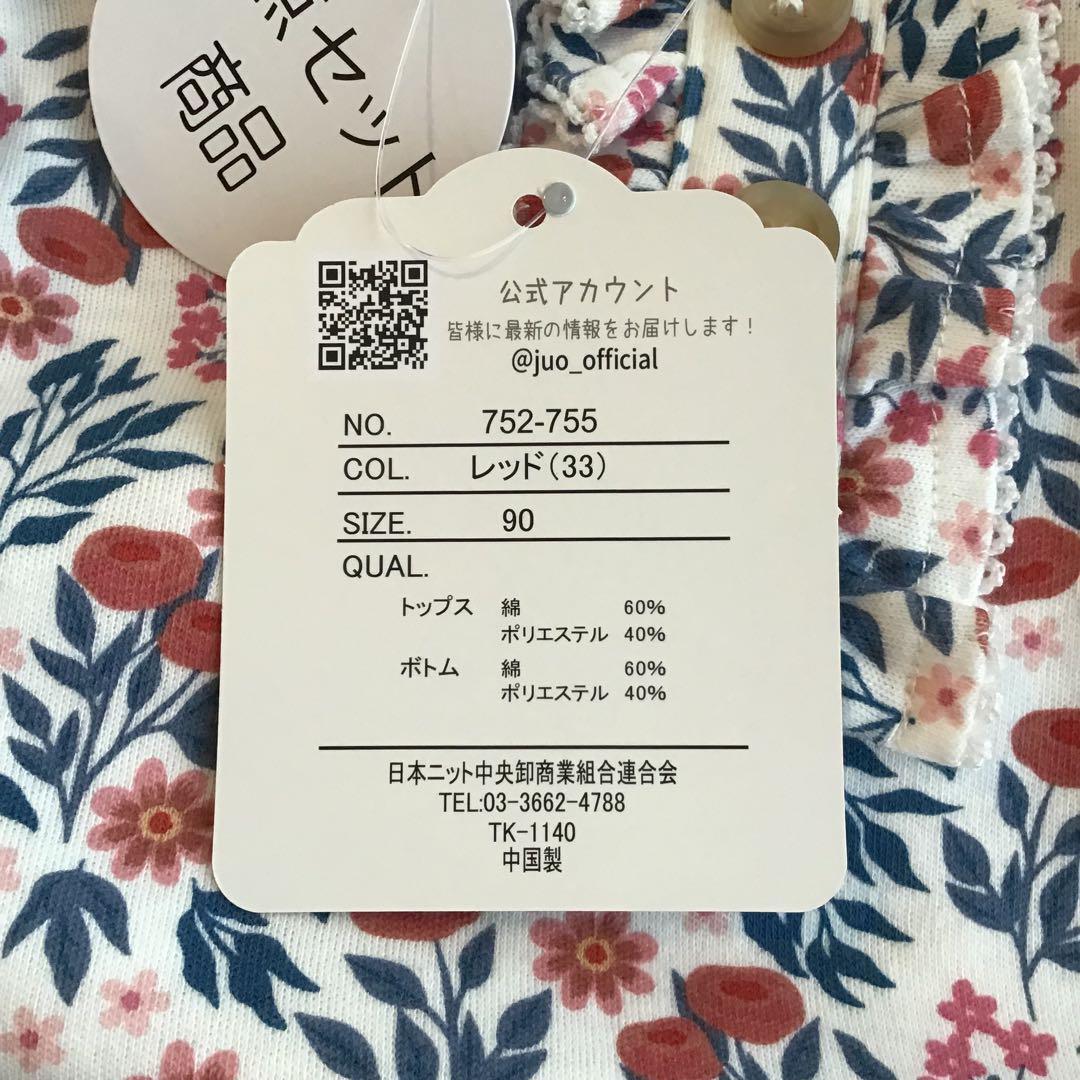 セット
商品
公式アカウント
皆様に最新の情報をお届けします!
@juo_official
NO. 752-755
COL. レッド(33)
SIZE. 90
QUAL.
トップス 綿 60%
ポリエステル 40%
ボトム 綿 60%
ポリエステル 40%
日本ニット中央卸商業組合連合会
TEL:03-3662-4788
TK-1140
中国製